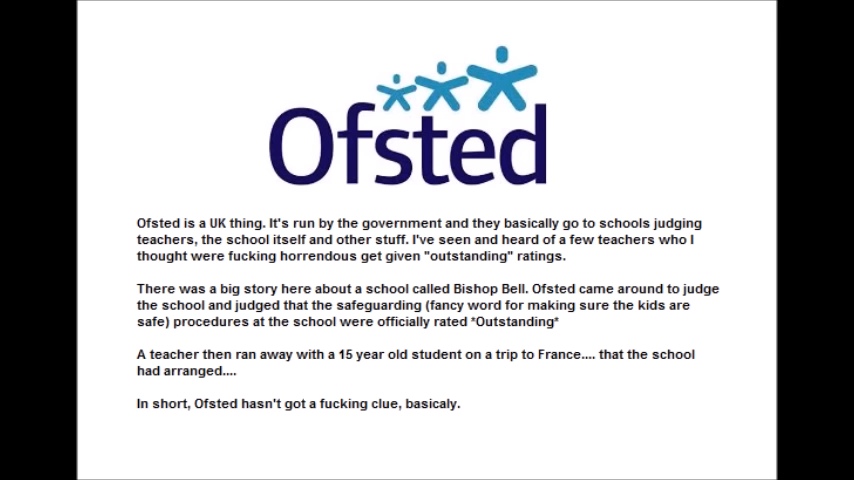 Ofsted
Ofsted is a UK thing. It's run by the government and they basically go to schools judging
teachers, the school itself and other stuff. I've seen and heard of a few teachers who I
thought were fucking horrendous get given "outstanding" ratings.
There was a big story here about a school called Bishop Bell. Ofsted came around to judge
the school and judged that the safeguarding (fancy word for making sure the kids are
safe) procedures at the school were officially rated *Outstanding*
A teacher then ran away with a 15 year old student on a trip to France.... that the school
had arranged....
In short, Ofsted hasn't got a fucking clue, basicaly.